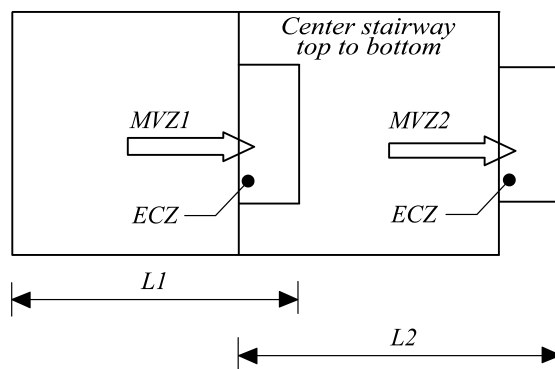 Center stairway
top to bottom
MVZ1
MVZ2
ECZ
ECZ
L1
L2